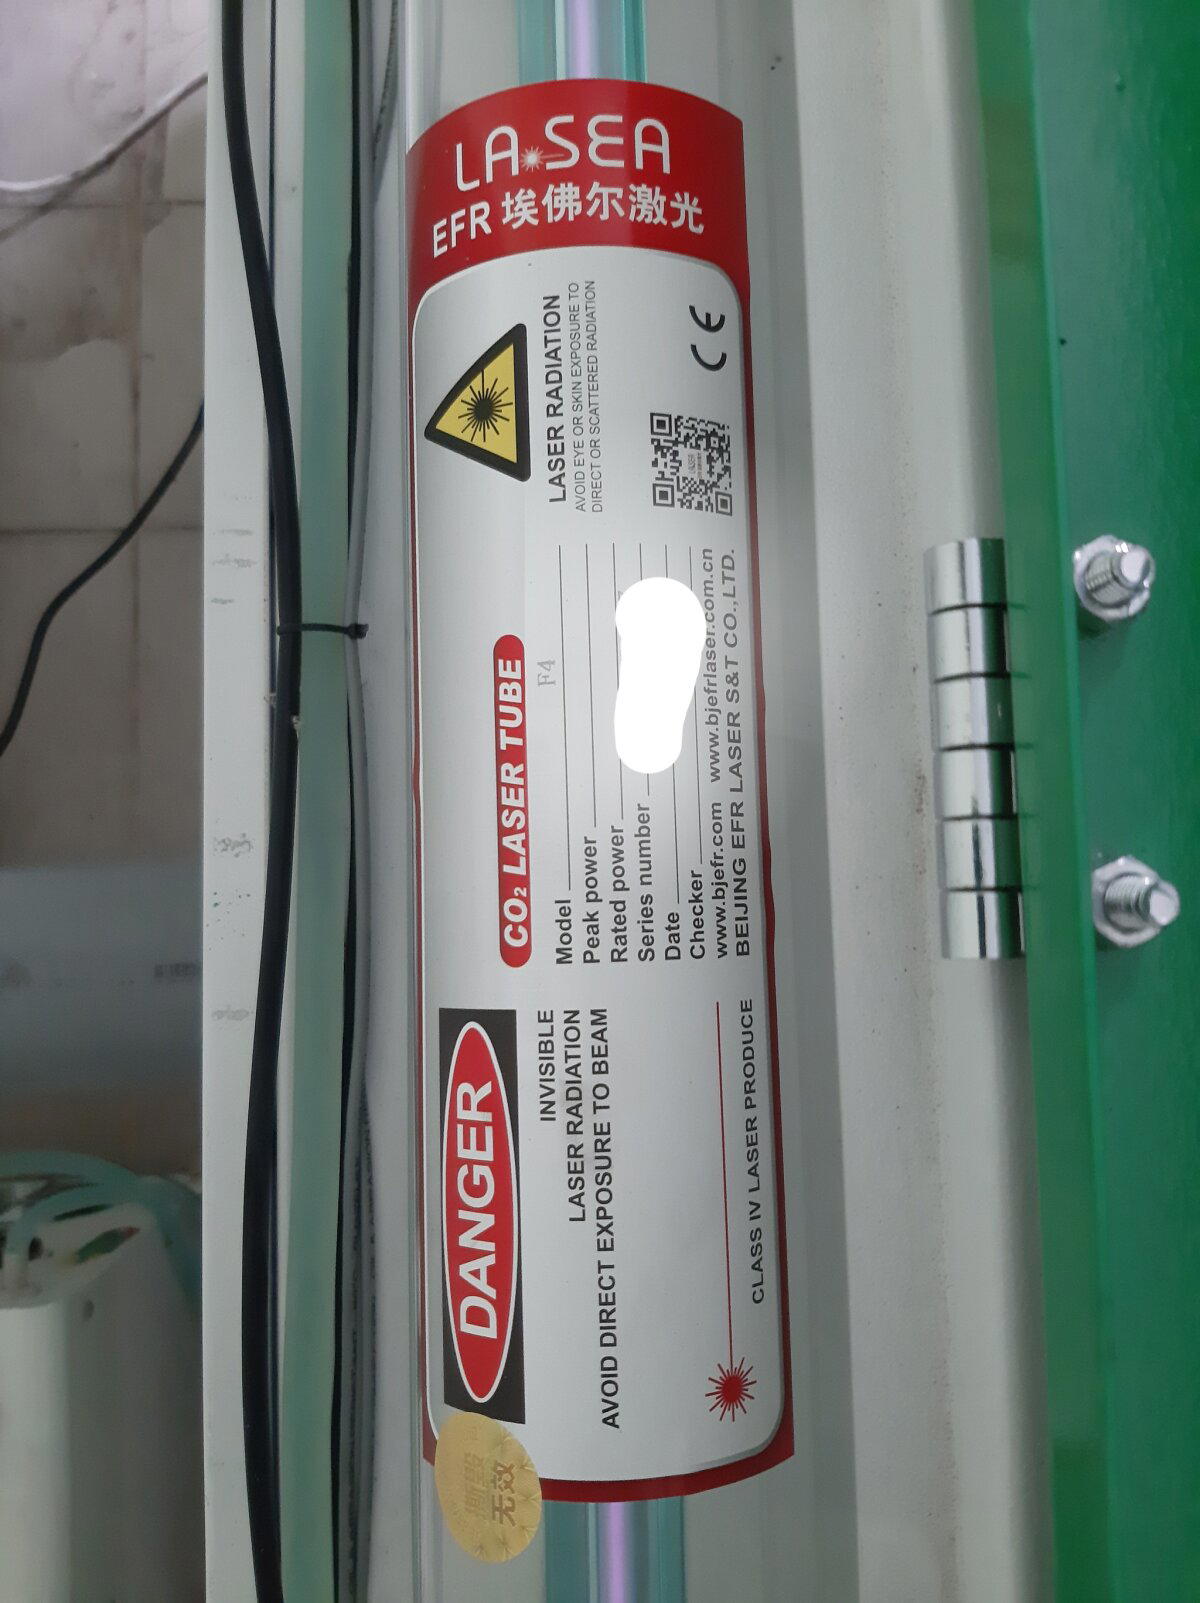 LASEA
EFR 埃佛尔激光
LASER RADIATION
AVOID EYE OR SKIN EXPOSURE TO
DIRECT OR SCATTERED RADIATION
CE
CO₂ LASER TUBE
Model F4
Peak power
Rated power
Series number
Date
Checker
www.bjefr.com www.bjefrlaser.com.cn
BEIJING EFR LASER S&T CO.,LTD.
DANGER
INVISIBLE
LASER RADIATION
AVOID DIRECT EXPOSURE TO BEAM
CLASS IV LASER PRODUCE
撕毁
无效